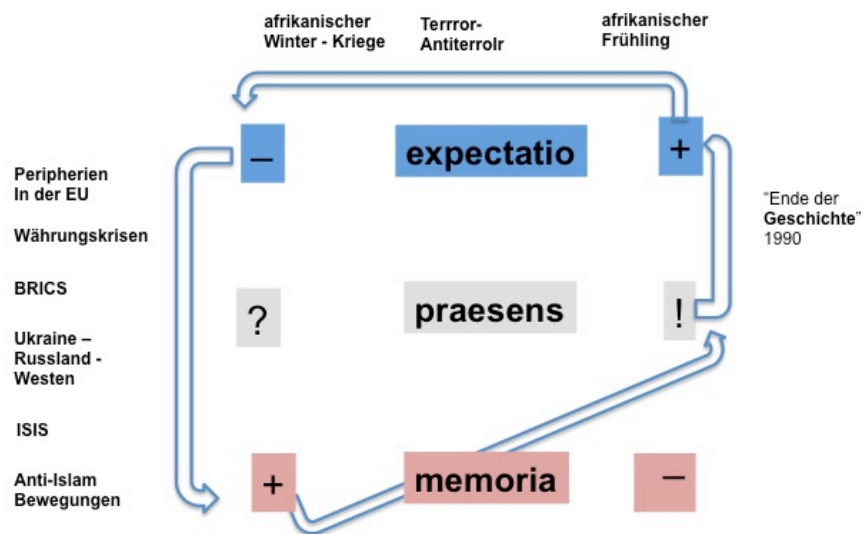 afrikanischer
Winter - Kriege
Terrror-
Antiterrolr
afrikanischer
Frühling
– expectatio +
Peripherien
In der EU
Währungskrisen
BRICS
Ukraine –
Russland -
Westen
ISIS
Anti-Islam
Bewegungen
"Ende der
Geschichte"
1990
? praesens !
+ memoria –